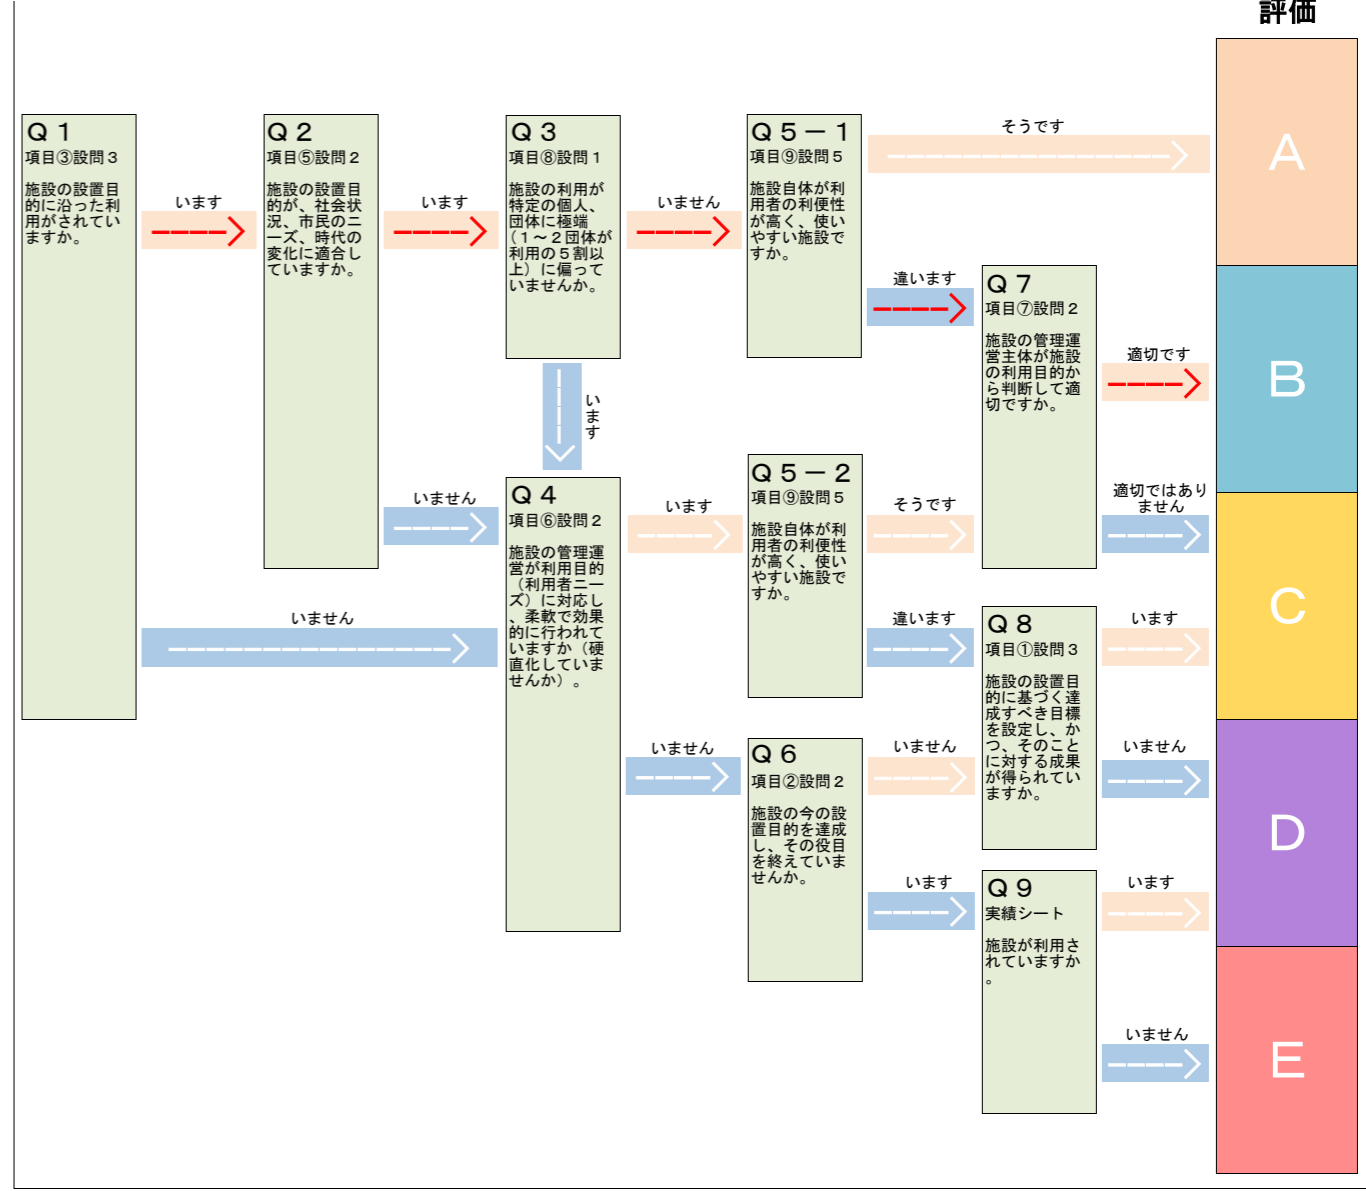 評価
Ｑ１
項目③設問３
施設の設置目
的に沿った利
用がされてい
ますか。
います
いません
Ｑ２
項目⑤設問２
施設の設置目
的が、社会状
況、市民のニ
ーズ、時代の
変化に適合し
ていますか。
います
いません
Ｑ３
項目⑧設問１
施設の利用が
特定の個人、
団体に極端
（１～２団体が
利用の５割以
上）に偏って
いませんか。
いません
います
Ｑ４
項目⑥設問２
施設の管理運
営が利用目的
（利用者ニー
ズ）に対応し
、柔軟で効果
的に行われて
いますか（硬
直化していま
せんか）。
います
いません
Ｑ５－１
項目⑨設問５
施設自体が利
用者の利便性
が高く、使い
やすい施設で
すか。
そうです
違います
Ｑ５－２
項目⑨設問５
施設自体が利
用者の利便性
が高く、使い
やすい施設で
すか。
そうです
違います
Ｑ６
項目②設問２
施設の今の設
置目的を達成
し、その役目
を終えていま
せんか。
いません
います
Ｑ７
項目⑦設問２
施設の管理運
営主体が施設
の利用目的か
ら判断して適
切ですか。
適切です
適切ではあり
ません
Ｑ８
項目①設問３
施設の設置目
的に基づく達
成すべき目標
を設定し、か
つ、そのこと
に対する成果
が得られてい
ますか。
います
いません
Ｑ９
実績シート
施設が利用さ
れていますか
。
います
いません
A
B
C
D
E